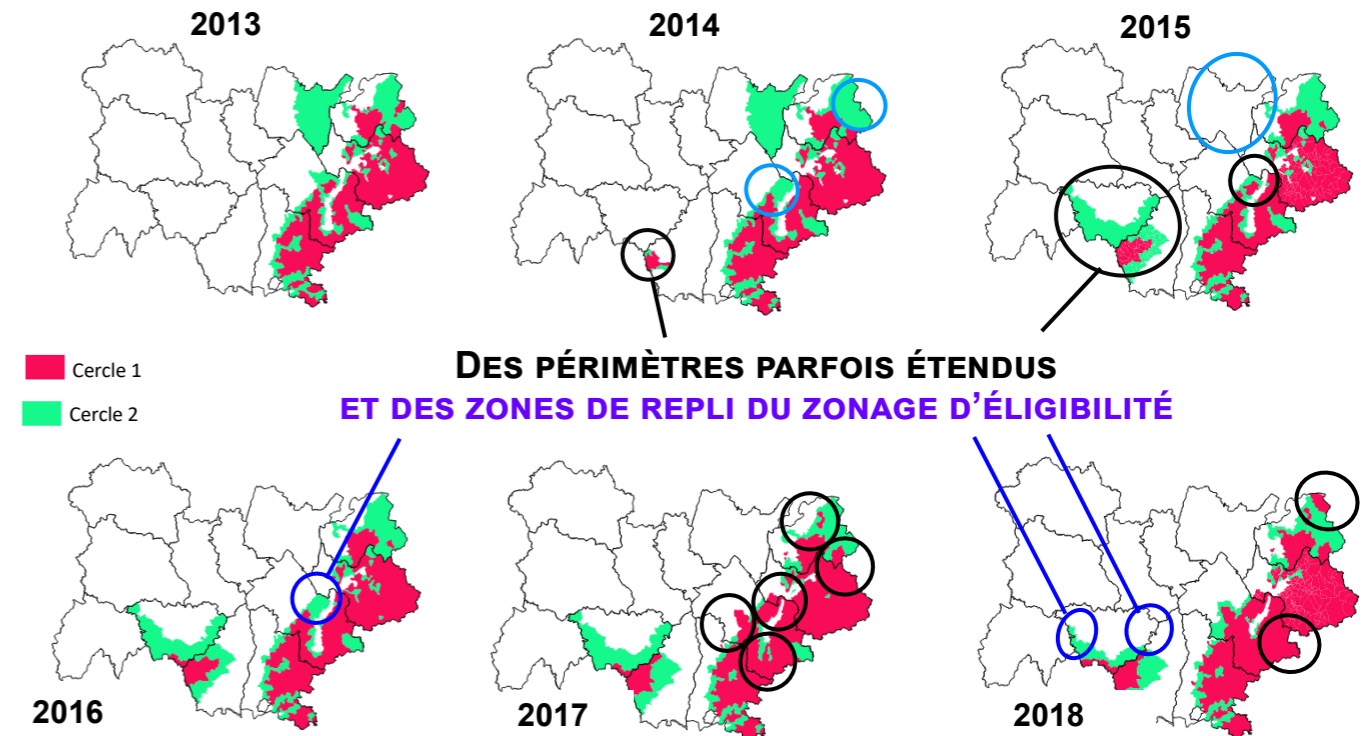 2013
2014
2015
Cercle 1
Cercle 2
DES PÉRIMÈTRES PARFOIS ÉTENDUS
ET DES ZONES DE REPLI DU ZONAGE D'ÉLIGIBILITÉ
2016
2017
2018